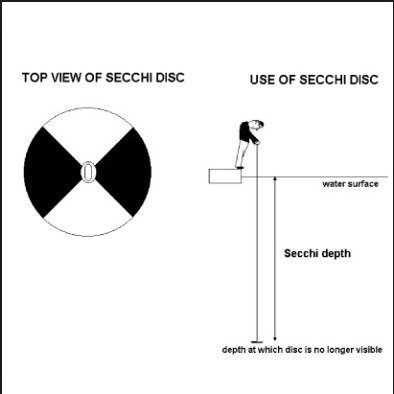 TOP VIEW OF SECCHI DISC
USE OF SECCHI DISC
water surface
Secchi depth
depth at which disc is no longer visible